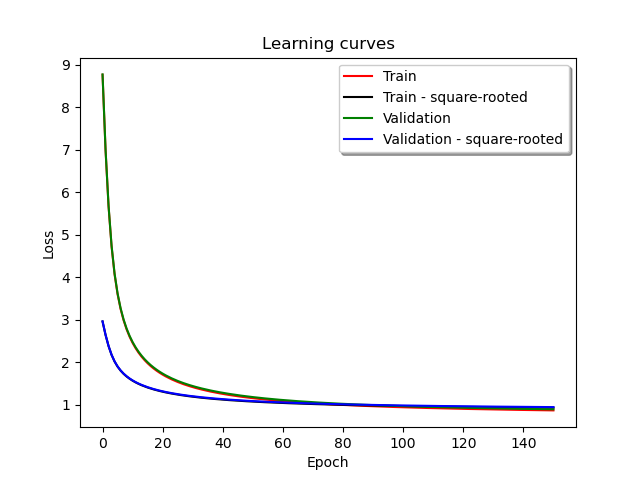 Learning curves
Train
Train - square-rooted
Validation
Validation - square-rooted
Loss
9
8
7
6
5
4
3
2
1
0 20 40 60 80 100 120 140
Epoch